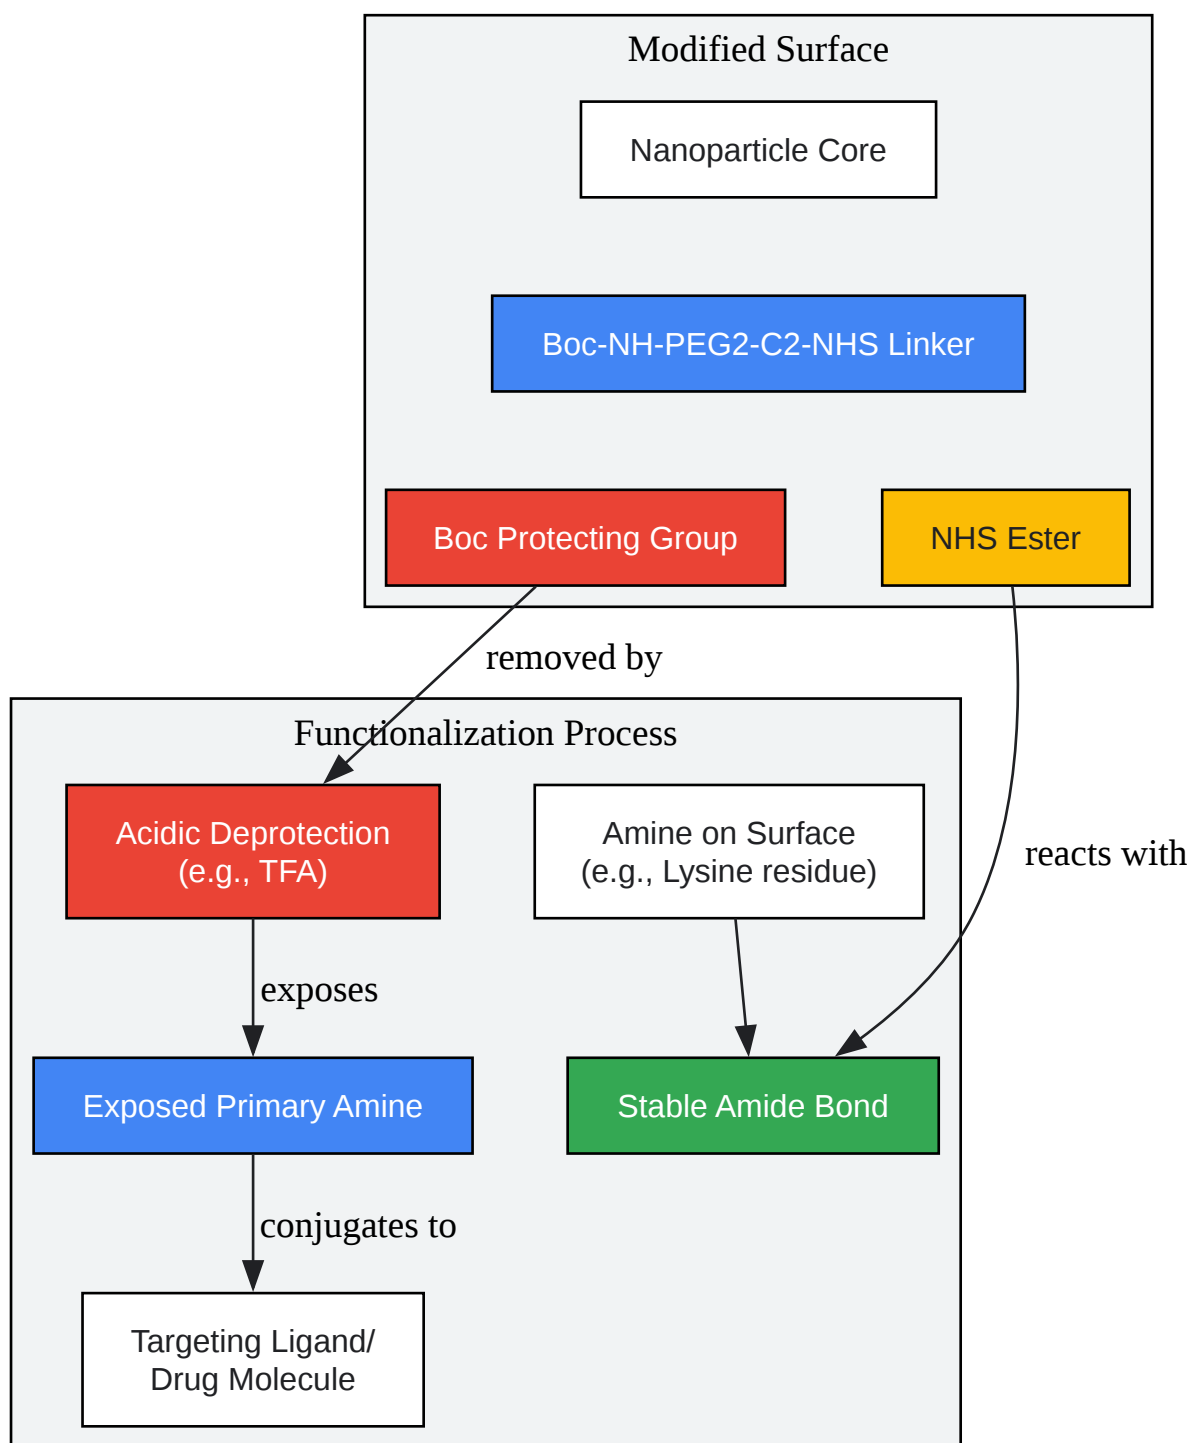 Modified Surface
Nanoparticle Core
Boc-NH-PEG2-C2-NHS Linker
Boc Protecting Group
NHS Ester
removed by
Functionalization Process
Acidic Deprotection
(e.g., TFA)
Amine on Surface
(e.g., Lysine residue)
reacts with
exposes
Exposed Primary Amine
Stable Amide Bond
conjugates to
Targeting Ligand/
Drug Molecule